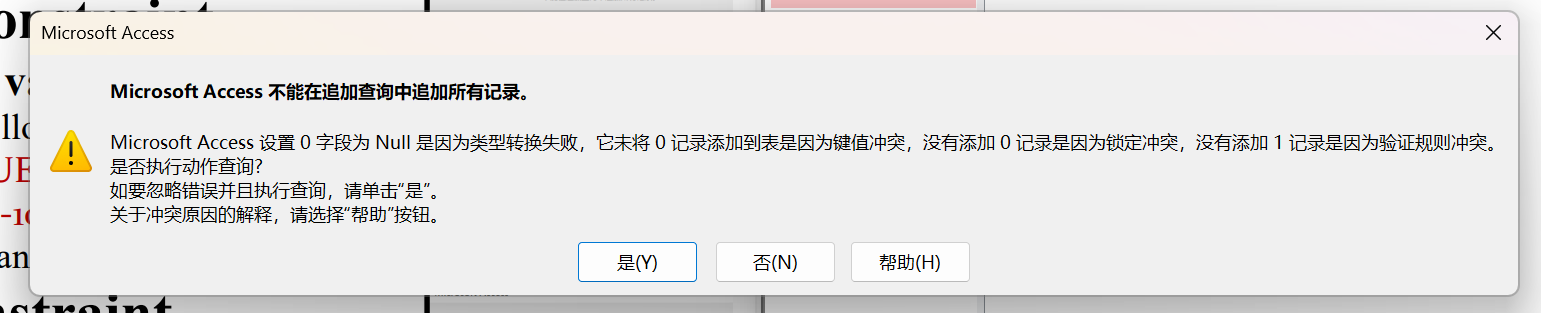 onstraint
Microsoft Access
Microsoft Access 不能在追加查询中追加所有记录。
Microsoft Access 设置 0 字段为 Null 是因为类型转换失败，它未将 0 记录添加到表是因为键值冲突，没有添加 0 记录是因为锁定冲突，没有添加 1 记录是因为验证规则冲突。
是否执行动作查询?
如要忽略错误并且执行查询，请单击“是”。
关于冲突原因的解释，请选择“帮助”按钮。
是(Y) 否(N) 帮助(H)
nstraint